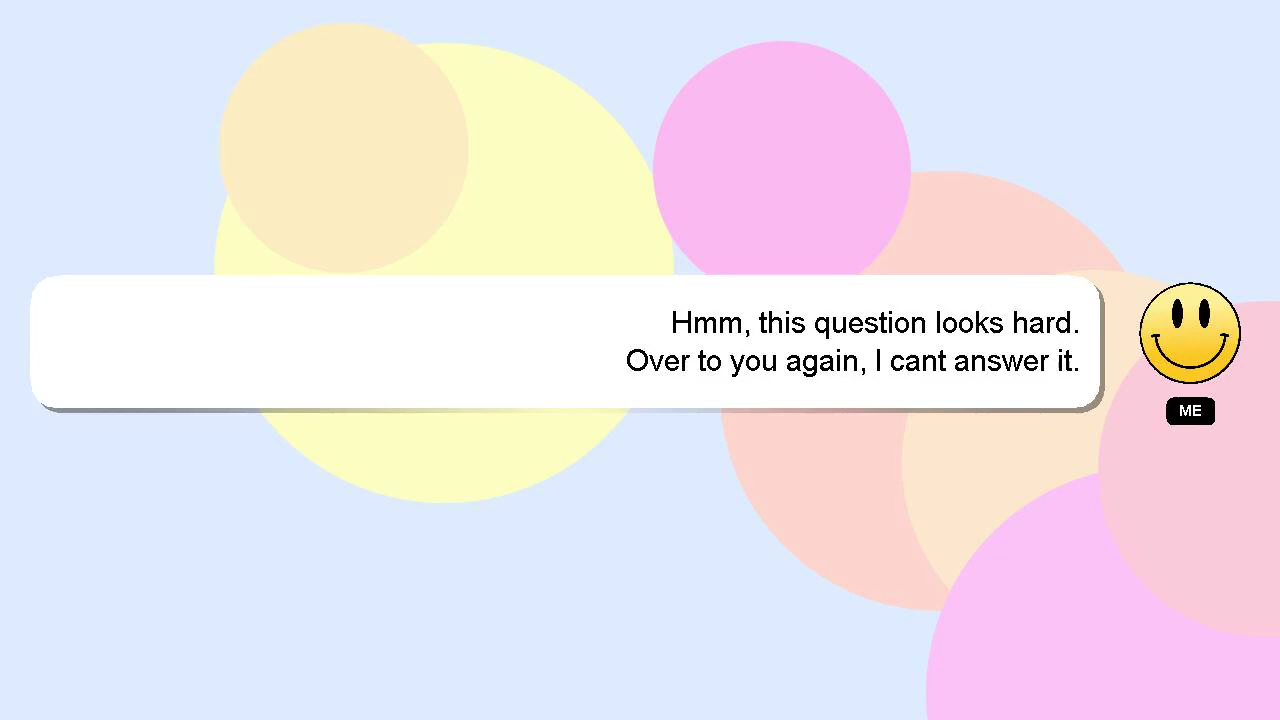 Hmm, this question looks hard.
Over to you again, I cant answer it.
ME